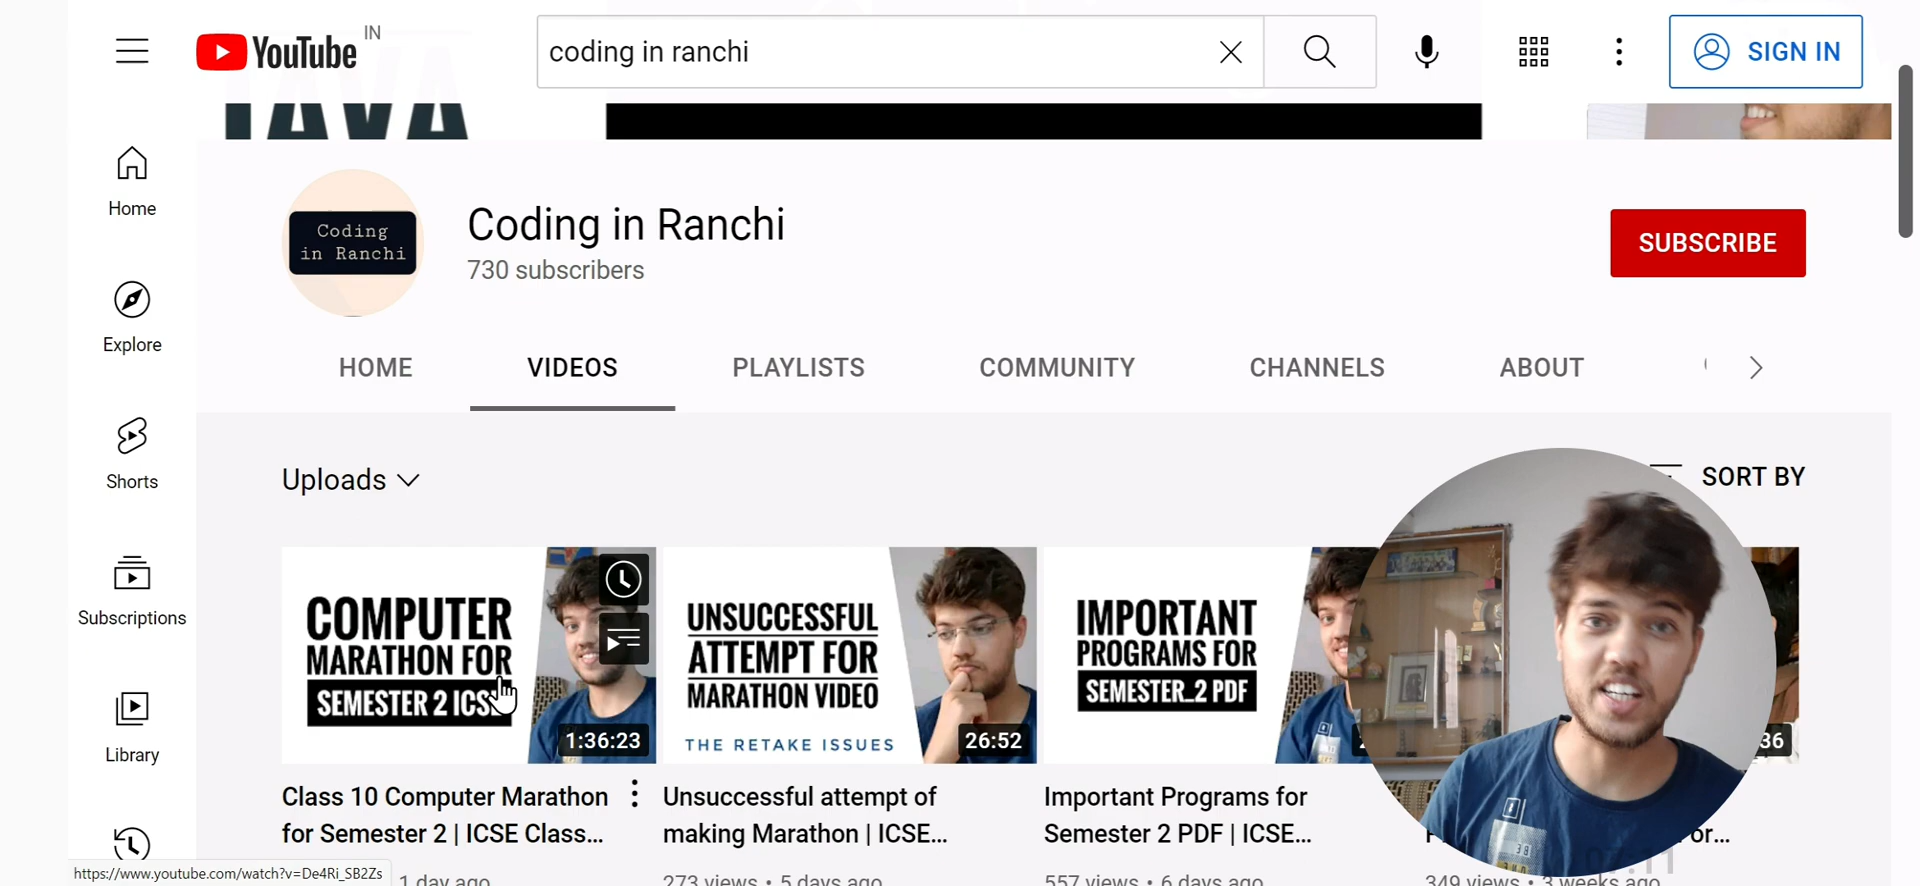 YouTube IN
coding in ranchi
SIGN IN
JAVA
Home
Explore
Shorts
Subscriptions
Library
Coding
in Ranchi
Coding in Ranchi
730 subscribers
SUBSCRIBE
HOME VIDEOS PLAYLISTS COMMUNITY CHANNELS ABOUT
Uploads
SORT BY
COMPUTER
MARATHON FOR
SEMESTER 2 ICSE
1:36:23
Class 10 Computer Marathon
for Semester 2 | ICSE Class...
1 day ago
UNSUCCESSFUL
ATTEMPT FOR
MARATHON VIDEO
THE RETAKE ISSUES
26:52
Unsuccessful attempt of
making Marathon | ICSE...
273 views • 5 days ago
IMPORTANT
PROGRAMS FOR
SEMESTER_2 PDF
Important Programs for
Semester 2 PDF | ICSE...
557 views • 6 days ago
36
or...
349 views • 3 weeks ago
https://www.youtube.com/watch?v=De4Ri_SB2Zs